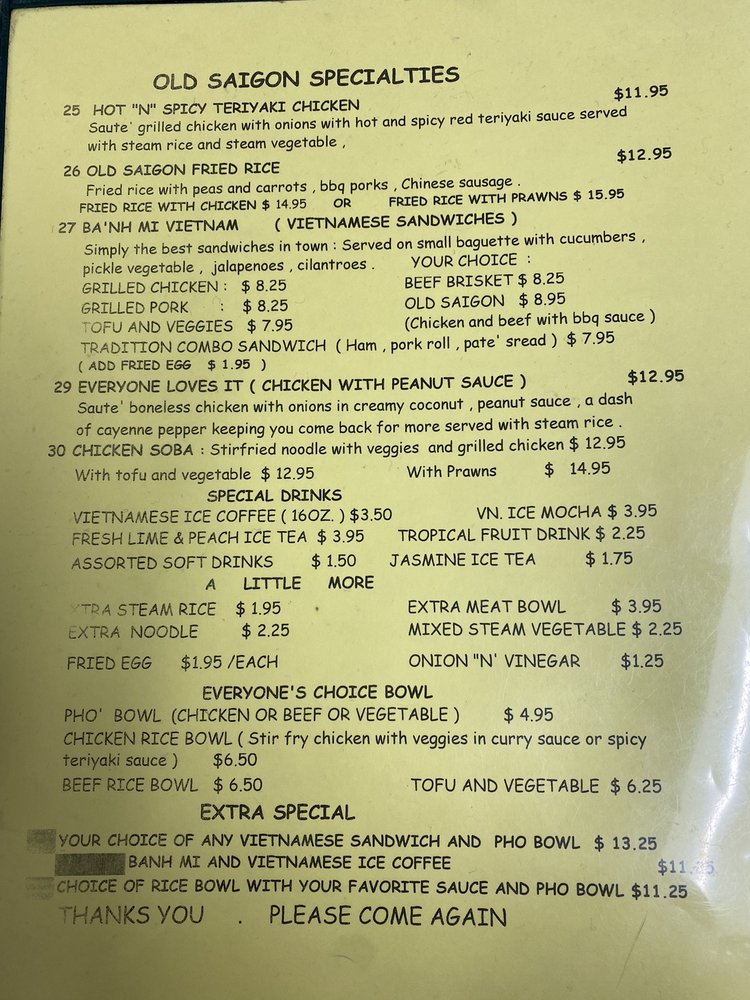 OLD SAIGON SPECIALTIES
25 HOT "N" SPICY TERIYAKI CHICKEN $11.95
Saute' grilled chicken with onions with hot and spicy red teriyaki sauce served
with steam rice and steam vegetable ,
26 OLD SAIGON FRIED RICE $12.95
Fried rice with peas and carrots , bbq porks , Chinese sausage .
FRIED RICE WITH CHICKEN $ 14.95 OR FRIED RICE WITH PRAWNS $ 15.95
27 BA'NH MI VIETNAM ( VIETNAMESE SANDWICHES )
Simply the best sandwiches in town : Served on small baguette with cucumbers ,
pickle vegetable , jalapenoes , cilantroes . YOUR CHOICE :
GRILLED CHICKEN : $ 8.25 BEEF BRISKET $ 8.25
GRILLED PORK : $ 8.25 OLD SAIGON $ 8.95
TOFU AND VEGGIES $ 7.95 (Chicken and beef with bbq sauce )
TRADITION COMBO SANDWICH ( Ham , pork roll , pate' sread ) $ 7.95
( ADD FRIED EGG $ 1.95 )
29 EVERYONE LOVES IT ( CHICKEN WITH PEANUT SAUCE ) $12.95
Saute' boneless chicken with onions in creamy coconut , peanut sauce , a dash
of cayenne pepper keeping you come back for more served with steam rice .
30 CHICKEN SOBA : Stirfried noodle with veggies and grilled chicken $ 12.95
With tofu and vegetable $ 12.95 With Prawns $ 14.95
SPECIAL DRINKS
VIETNAMESE ICE COFFEE ( 16OZ. ) $3.50 VN. ICE MOCHA $ 3.95
FRESH LIME & PEACH ICE TEA $ 3.95 TROPICAL FRUIT DRINK $ 2.25
ASSORTED SOFT DRINKS $ 1.50 JASMINE ICE TEA $ 1.75
A LITTLE MORE
XTRA STEAM RICE $ 1.95 EXTRA MEAT BOWL $ 3.95
EXTRA NOODLE $ 2.25 MIXED STEAM VEGETABLE $ 2.25
FRIED EGG $1.95 /EACH ONION "N' VINEGAR $1.25
EVERYONE'S CHOICE BOWL
PHO' BOWL (CHICKEN OR BEEF OR VEGETABLE ) $ 4.95
CHICKEN RICE BOWL ( Stir fry chicken with veggies in curry sauce or spicy
teriyaki sauce ) $6.50
BEEF RICE BOWL $ 6.50 TOFU AND VEGETABLE $ 6.25
EXTRA SPECIAL
YOUR CHOICE OF ANY VIETNAMESE SANDWICH AND PHO BOWL $ 13.25
BANH MI AND VIETNAMESE ICE COFFEE
CHOICE OF RICE BOWL WITH YOUR FAVORITE SAUCE AND PHO BOWL $11.25
THANKS YOU . PLEASE COME AGAIN